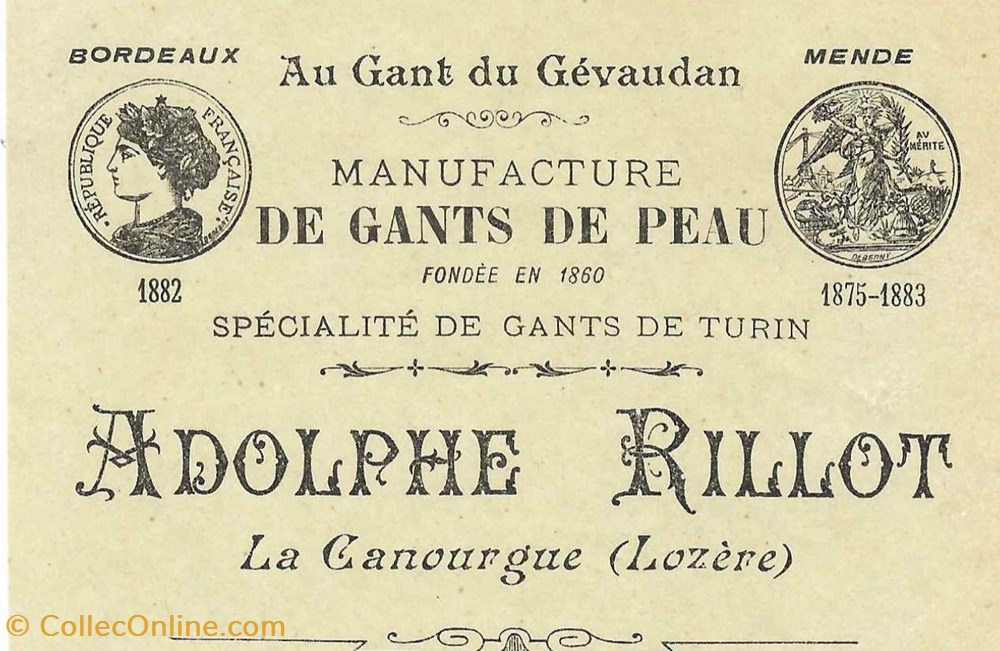 BORDEAUX
MENDE
Au Gant du Gévaudan
RÉPUBLIQUE FRANÇAISE
AU
MÉRITE
MANUFACTURE
DE GANTS DE PEAU
FONDÉE EN 1860
1882
1875-1883
SPÉCIALITÉ DE GANTS DE TURIN
ADOLPHE RILLOT
La Canourgue (Lozère)
© CollecOnline.com